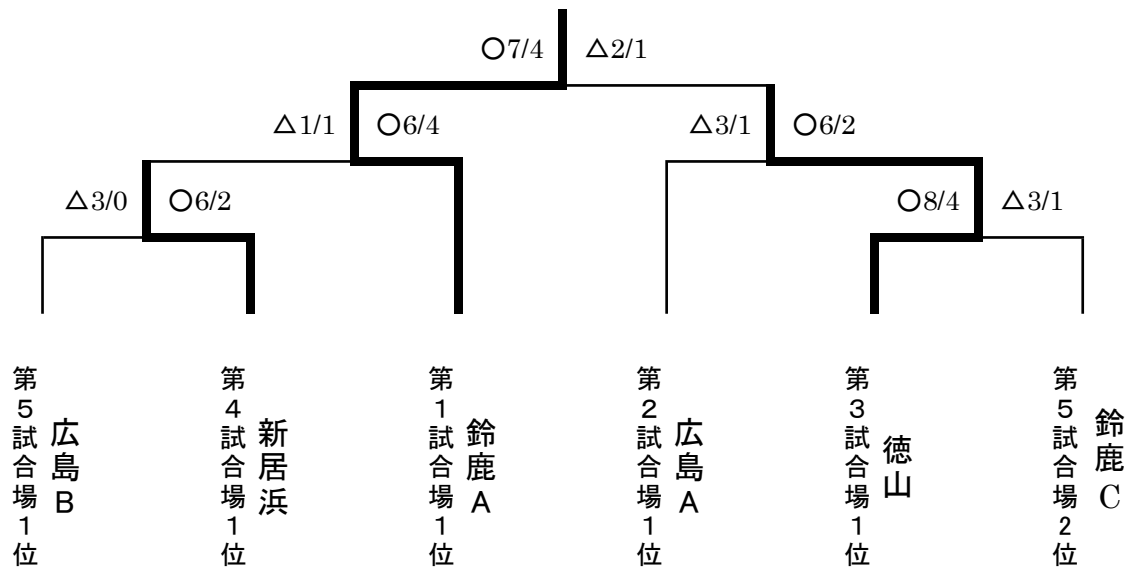 ○7/4 △2/1
△1/1 ○6/4 △3/1 ○6/2
△3/0 ○6/2 ○8/4 △3/1
第5試合場1位
広島B
第4試合場1位
新居浜
第1試合場1位
鈴鹿A
第2試合場1位
広島A
第3試合場1位
徳山
第5試合場2位
鈴鹿C